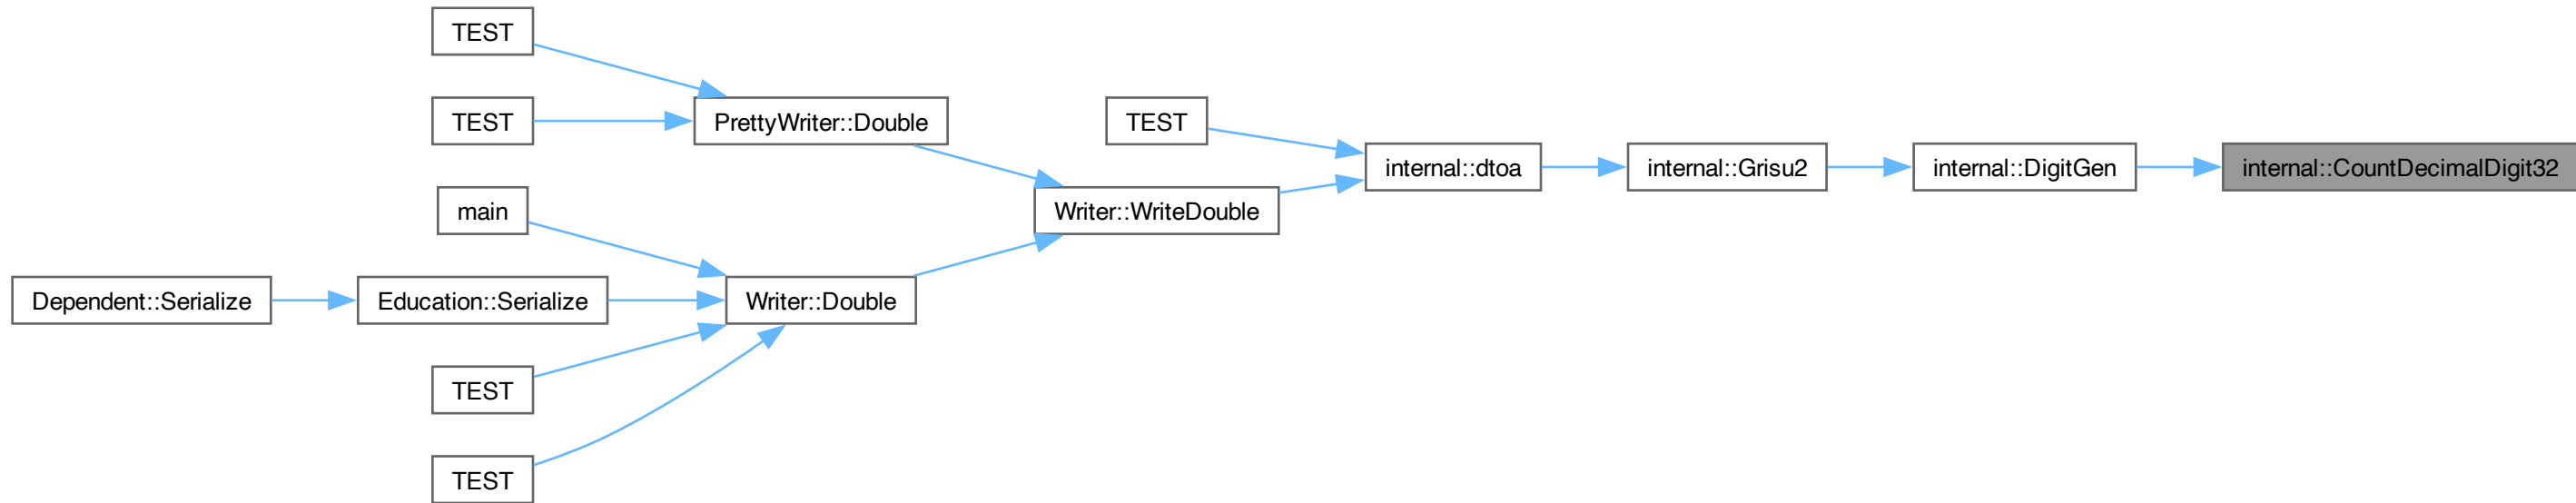 TEST
TEST
PrettyWriter::Double
TEST
internal::dtoa
internal::Grisu2
internal::DigitGen
internal::CountDecimalDigit32
main
Writer::WriteDouble
Dependent::Serialize
Education::Serialize
Writer::Double
TEST
TEST